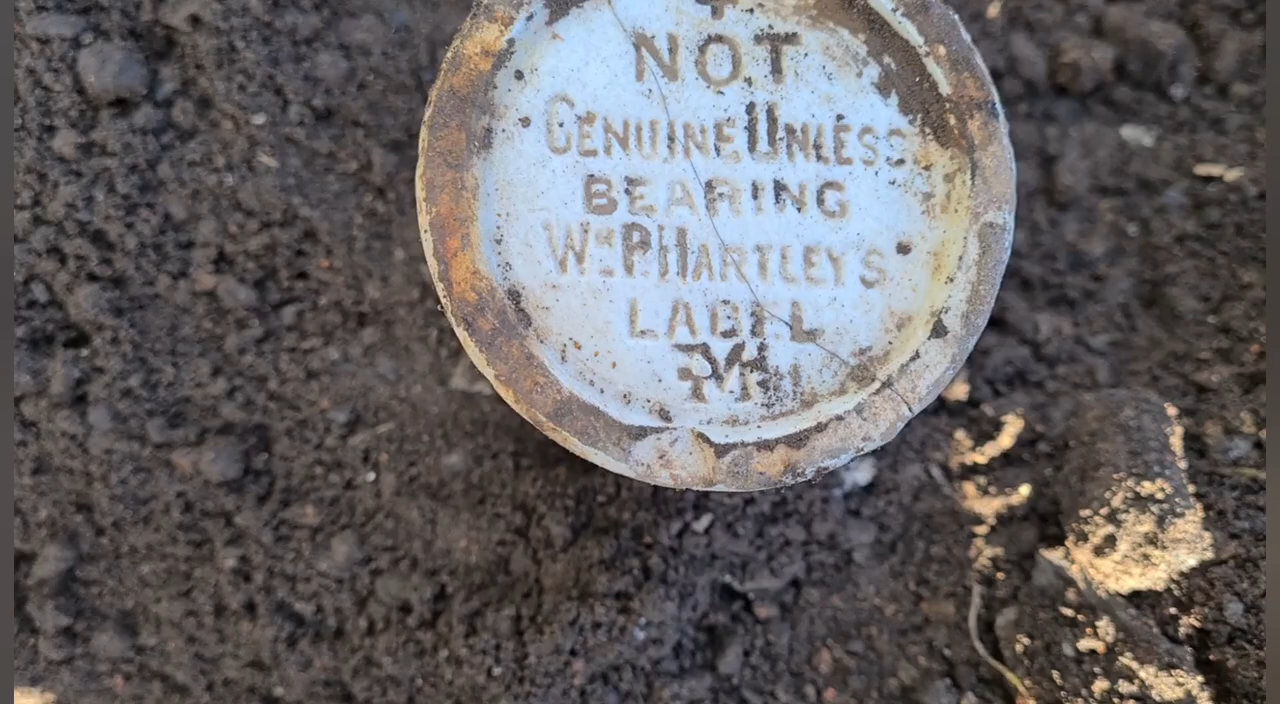 NOT
GENUINE UNLESS
BEARING
WM P. HARTLEY'S
LABEL